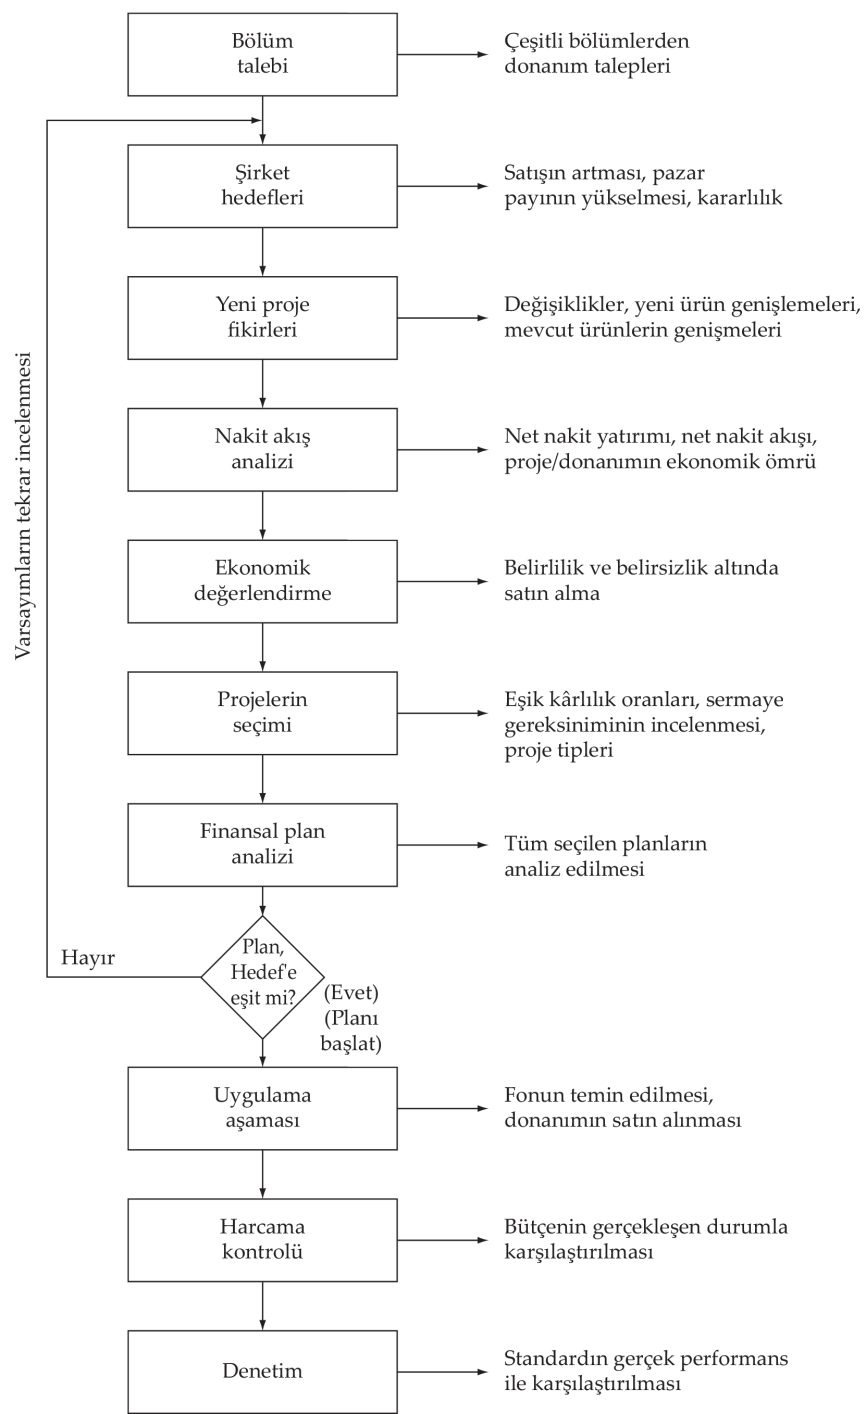 Bölüm
talebi
Çeşitli bölümlerden
donanım talepleri
Şirket
hedefleri
Satışın artması, pazar
payının yükselmesi, kararlılık
Yeni proje
fikirleri
Değişiklikler, yeni ürün genişlemeleri,
mevcut ürünlerin genişmeleri
Varsayımların tekrar incelenmesi
Nakit akış
analizi
Net nakit yatırımı, net nakit akışı,
proje/donanımın ekonomik ömrü
Ekonomik
değerlendirme
Belirlilik ve belirsizlik altında
satın alma
Projelerin
seçimi
Eşik kârlılık oranları, sermaye
gereksiniminin incelenmesi,
proje tipleri
Finansal plan
analizi
Tüm seçilen planların
analiz edilmesi
Hayır
Plan,
Hedef'e
eşit mi?
(Evet)
(Planı
başlat)
Uygulama
aşaması
Fonun temin edilmesi,
donanımın satın alınması
Harcama
kontrolü
Bütçenin gerçekleşen durumla
karşılaştırılması
Denetim
Standardın gerçek performans
ile karşılaştırılması